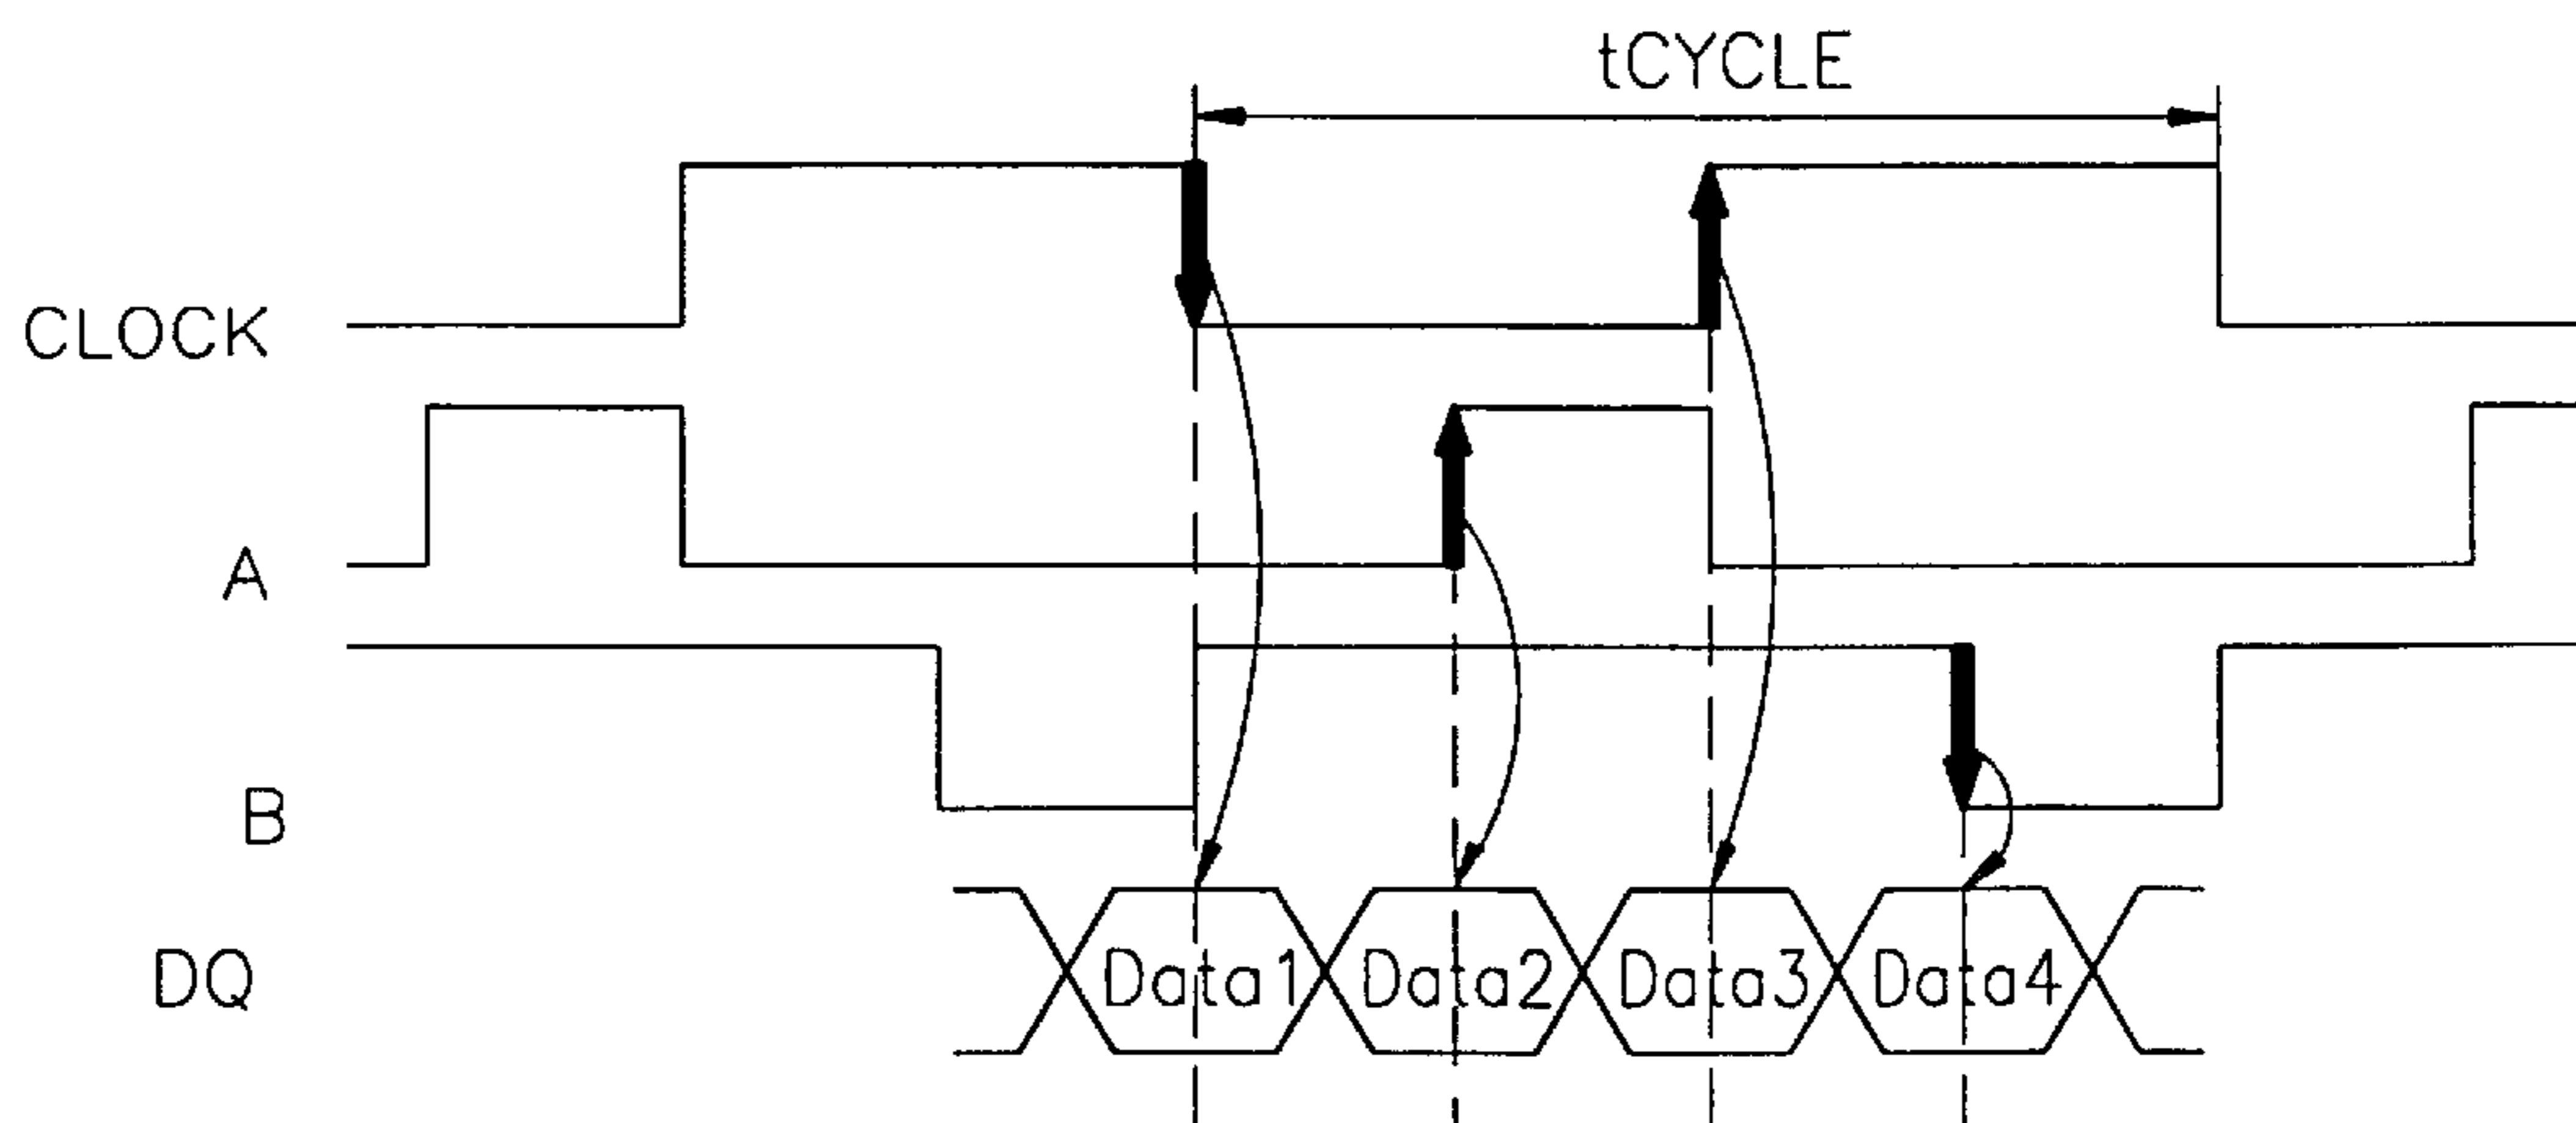 tCYCLE
CLOCK
A
B
DQ
Data1 Data2 Data3 Data4